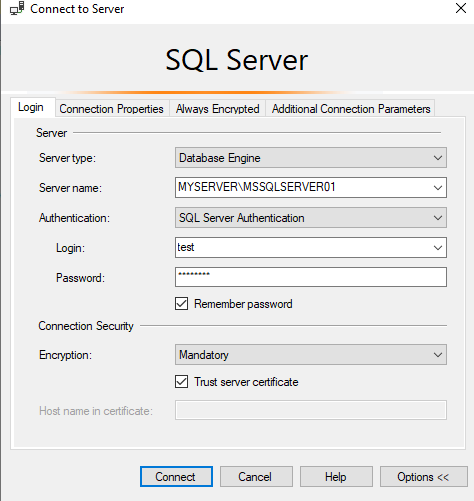 Connect to Server
SQL Server
Login Connection Properties Always Encrypted Additional Connection Parameters
Server
Server type: Database Engine
Server name: MYSERVER\MSSQLSERVER01
Authentication: SQL Server Authentication
Login: test
Password: ********
Remember password
Connection Security
Encryption: Mandatory
Trust server certificate
Host name in certificate:
Connect Cancel Help Options <<